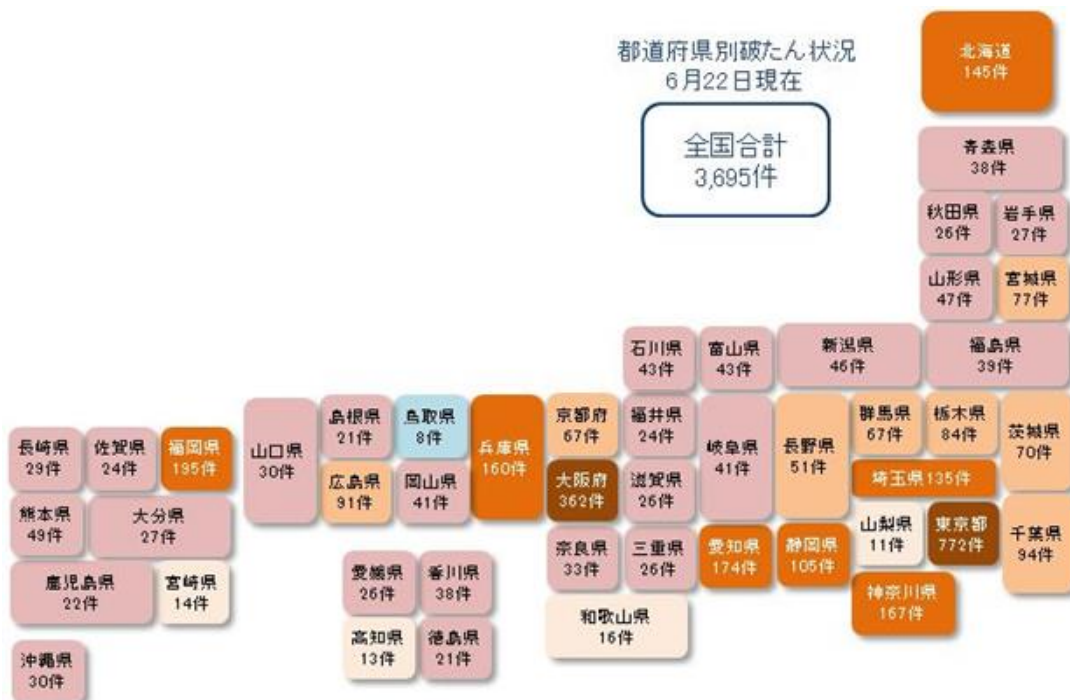 都道府県別破たん状況
6月22日現在
全国合計
3,695件
北海道
145件
青森県
38件
秋田県
26件
岩手県
27件
山形県
47件
宮城県
77件
石川県
43件
富山県
43件
新潟県
46件
福島県
39件
長崎県
29件
佐賀県
24件
福岡県
195件
山口県
30件
島根県
21件
鳥取県
8件
兵庫県
160件
京都府
67件
福井県
24件
岐阜県
41件
長野県
51件
群馬県
67件
栃木県
84件
茨城県
70件
広島県
91件
岡山県
41件
大阪府
362件
滋賀県
26件
埼玉県135件
熊本県
49件
大分県
27件
奈良県
33件
三重県
26件
愛知県
174件
静岡県
105件
山梨県
11件
東京都
772件
千葉県
94件
鹿児島県
22件
宮崎県
14件
愛媛県
26件
香川県
38件
和歌山県
16件
神奈川県
167件
高知県
13件
徳島県
21件
沖縄県
30件